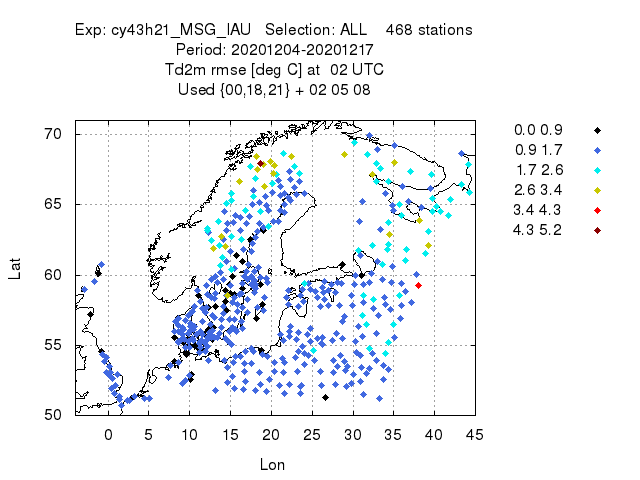 Exp: cy43h21_MSG_IAU Selection: ALL 468 stations
Period: 20201204-20201217
Td2m rmse [deg C] at 02 UTC
Used {00,18,21} + 02 05 08
0.0 0.9
0.9 1.7
1.7 2.6
2.6 3.4
3.4 4.3
4.3 5.2
70
65
60
55
50
Lat
0 5 10 15 20 25 30 35 40 45
Lon